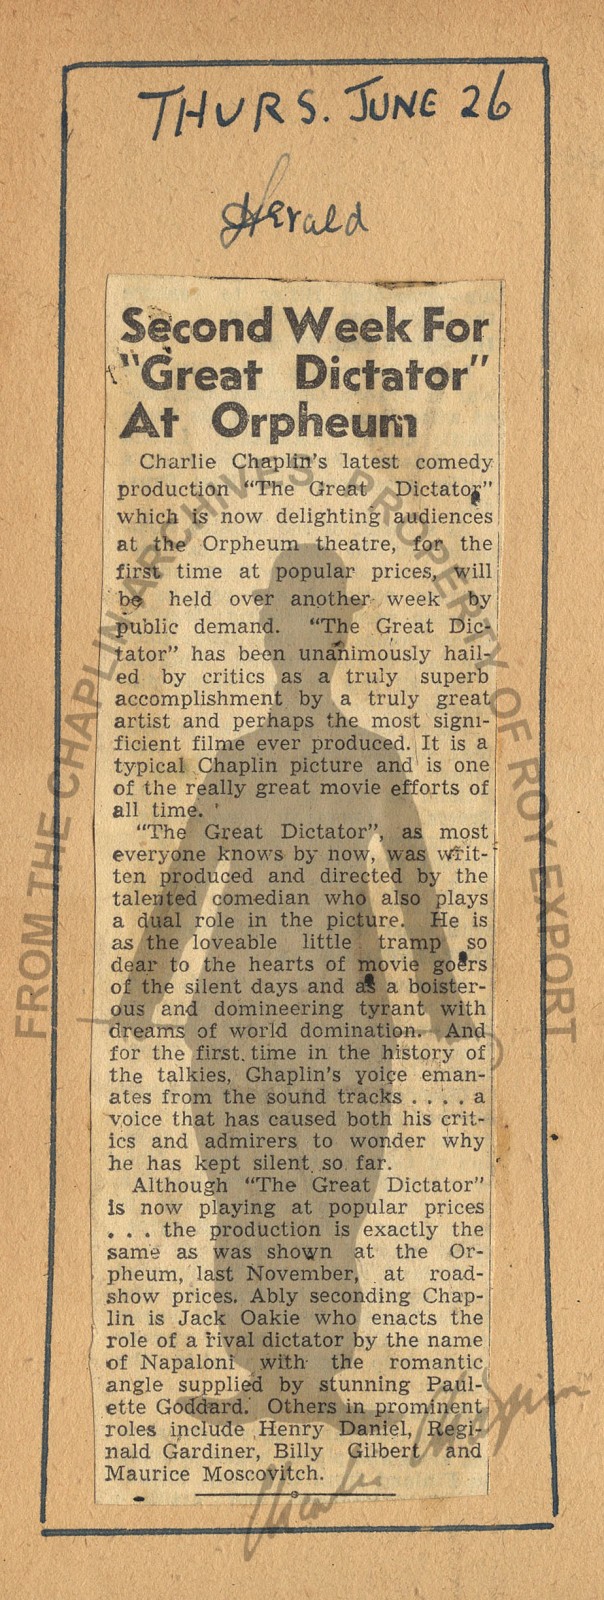 THURS. JUNE 26
Herald
Second Week For
"Great Dictator"
At Orpheum
Charlie Chaplin's latest comedy
production "The Great Dictator"
which is now delighting audiences
at the Orpheum theatre, for the
first time at popular prices, will
be held over another week by
public demand. "The Great Dic-
tator" has been unanimously hail-
ed by critics as a truly superb
accomplishment by a truly great
artist and perhaps the most signi-
ficient filme ever produced. It is a
typical Chaplin picture and is one
of the really great movie efforts of
all time.
"The Great Dictator", as most
everyone knows by now, was writ-
ten produced and directed by the
talented comedian who also plays
a dual role in the picture. He is
as the loveable little tramp so
dear to the hearts of movie goers
of the silent days and as a boister-
ous and domineering tyrant with
dreams of world domination. And
for the first time in the history of
the talkies, Ghaplin's voice eman-
ates from the sound tracks . . . . a
voice that has caused both his crit-
ics and admirers to wonder why
he has kept silent so far.
Although "The Great Dictator"
is now playing at popular prices
. . . the production is exactly the
same as was shown at the Or-
pheum, last November, at road-
show prices. Ably seconding Chap-
lin is Jack Oakie who enacts the
role of a rival dictator by the name
of Napaloni with the romantic
angle supplied by stunning Paul-
ette Goddard. Others in prominent
roles include Henry Daniel, Regi-
nald Gardiner, Billy Gilbert and
Maurice Moscovitch.
FROM THE CHAPLIN ARCHIVES PROPERTY OF ROY EXPORT
Charlie Chaplin TM